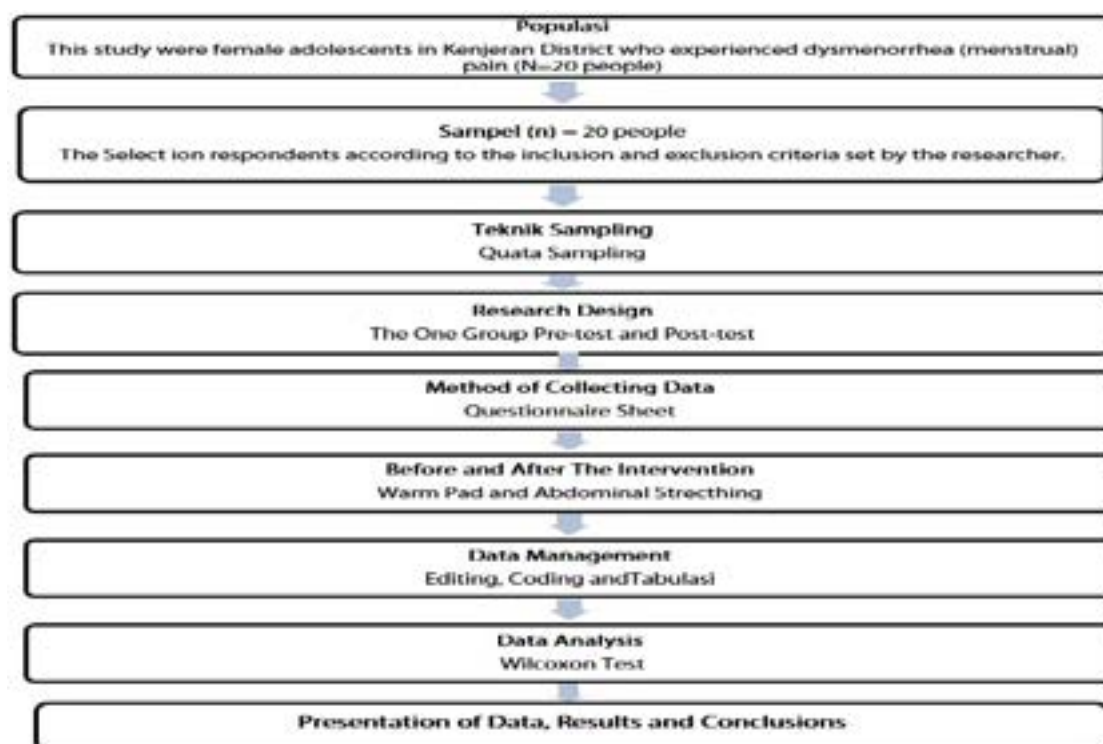 Populasi
This study were female adolescents in Kenjeran District who experienced dysmenorrhea (menstrual)
pain (N=20 people)
Sampel (n) = 20 people
The Select ion respondents according to the inclusion and exclusion criteria set by the researcher.
Teknik Sampling
Quata Sampling
Research Design
The One Group Pre-test and Post-test
Method of Collecting Data
Questionnaire Sheet
Before and After The Intervention
Warm Pad and Abdominal Strecthing
Data Management
Editing, Coding andTabulasi
Data Analysis
Wilcoxon Test
Presentation of Data, Results and Conclusions